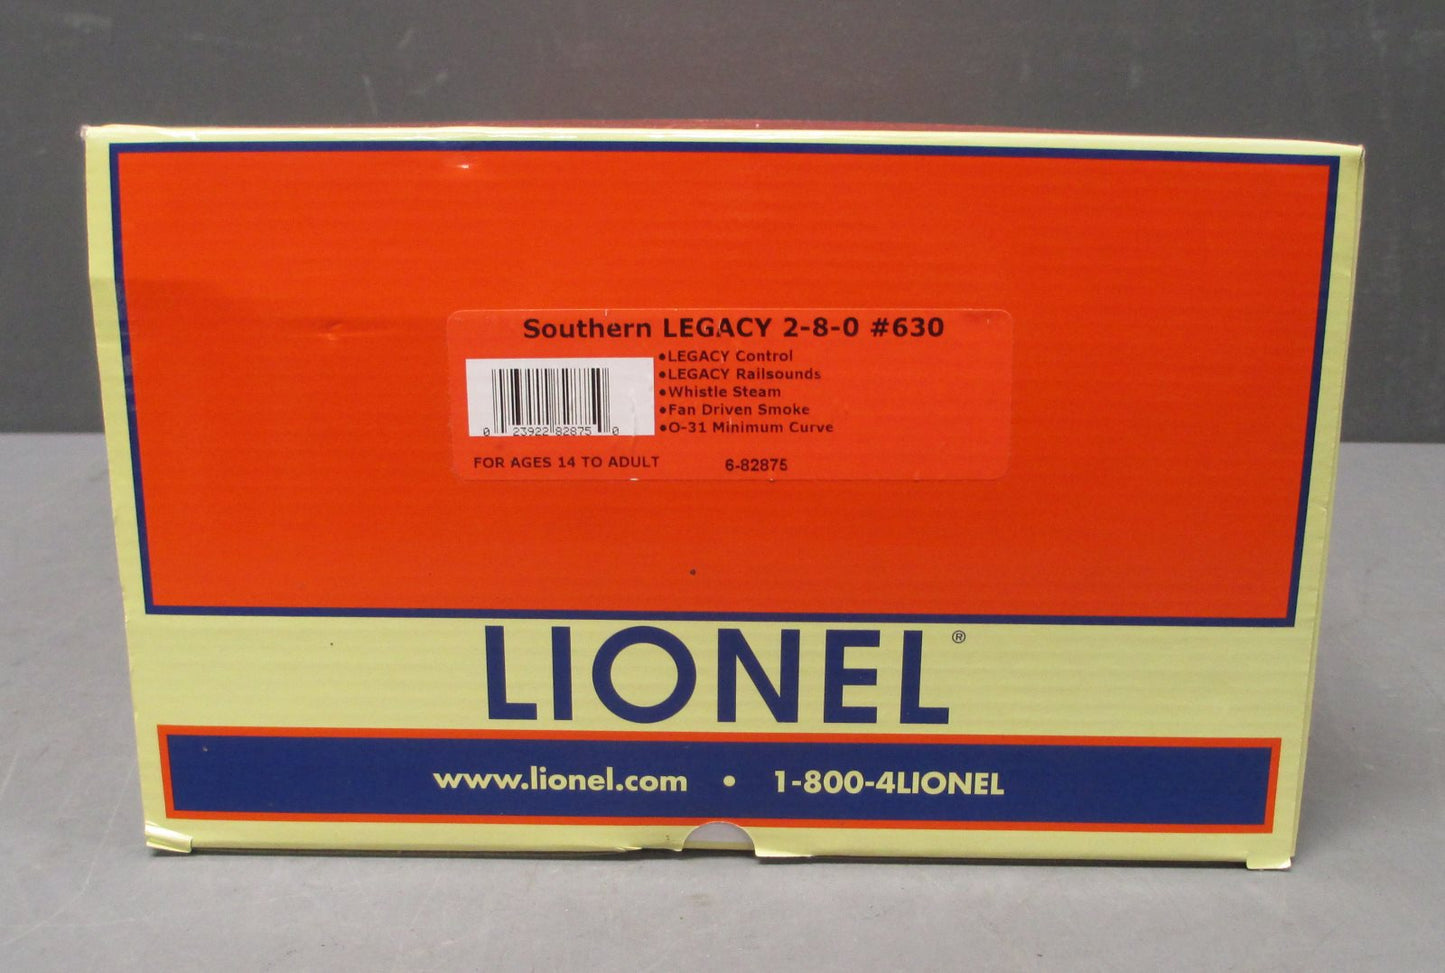 Southern LEGACY 2-8-0 #630
•LEGACY Control
•LEGACY Railsounds
•Whistle Steam
•Fan Driven Smoke
•O-31 Minimum Curve
0 23922 82875 0
FOR AGES 14 TO ADULT 6-82875
LIONEL®
www.lionel.com • 1-800-4LIONEL